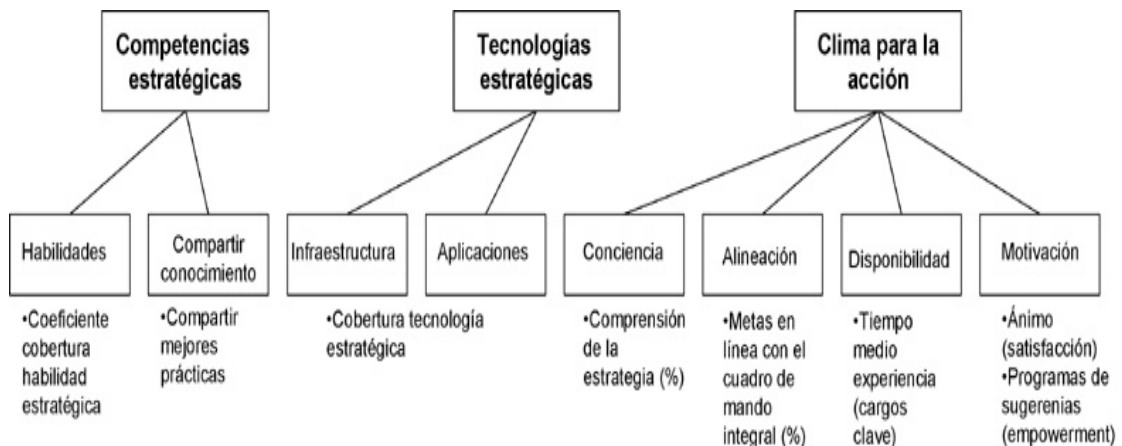 Competencias
estratégicas
Tecnologías
estratégicas
Clima para la
acción
Habilidades
Compartir
conocimiento
Infraestructura
Aplicaciones
Conciencia
Alineación
Disponibilidad
Motivación
•Coeficiente
cobertura
habilidad
estratégica
•Compartir
mejores
prácticas
•Cobertura tecnología
estratégica
•Comprensión
de la
estrategia (%)
•Metas en
línea con el
cuadro de
mando
integral (%)
•Tiempo
medio
experiencia
(cargos
clave)
•Ánimo
(satisfacción)
•Programas de
sugerenias
(empowerment)